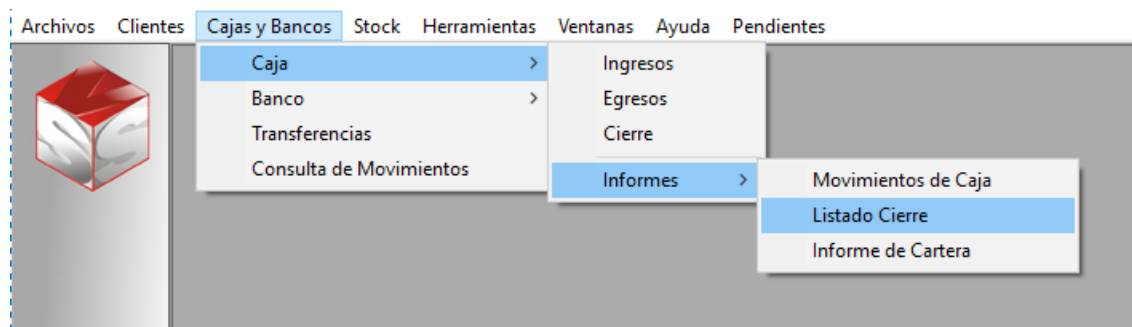 Archivos Clientes Cajas y Bancos Stock Herramientas Ventanas Ayuda Pendientes
Caja
Banco
Transferencias
Consulta de Movimientos
Ingresos
Egresos
Cierre
Informes
Movimientos de Caja
Listado Cierre
Informe de Cartera